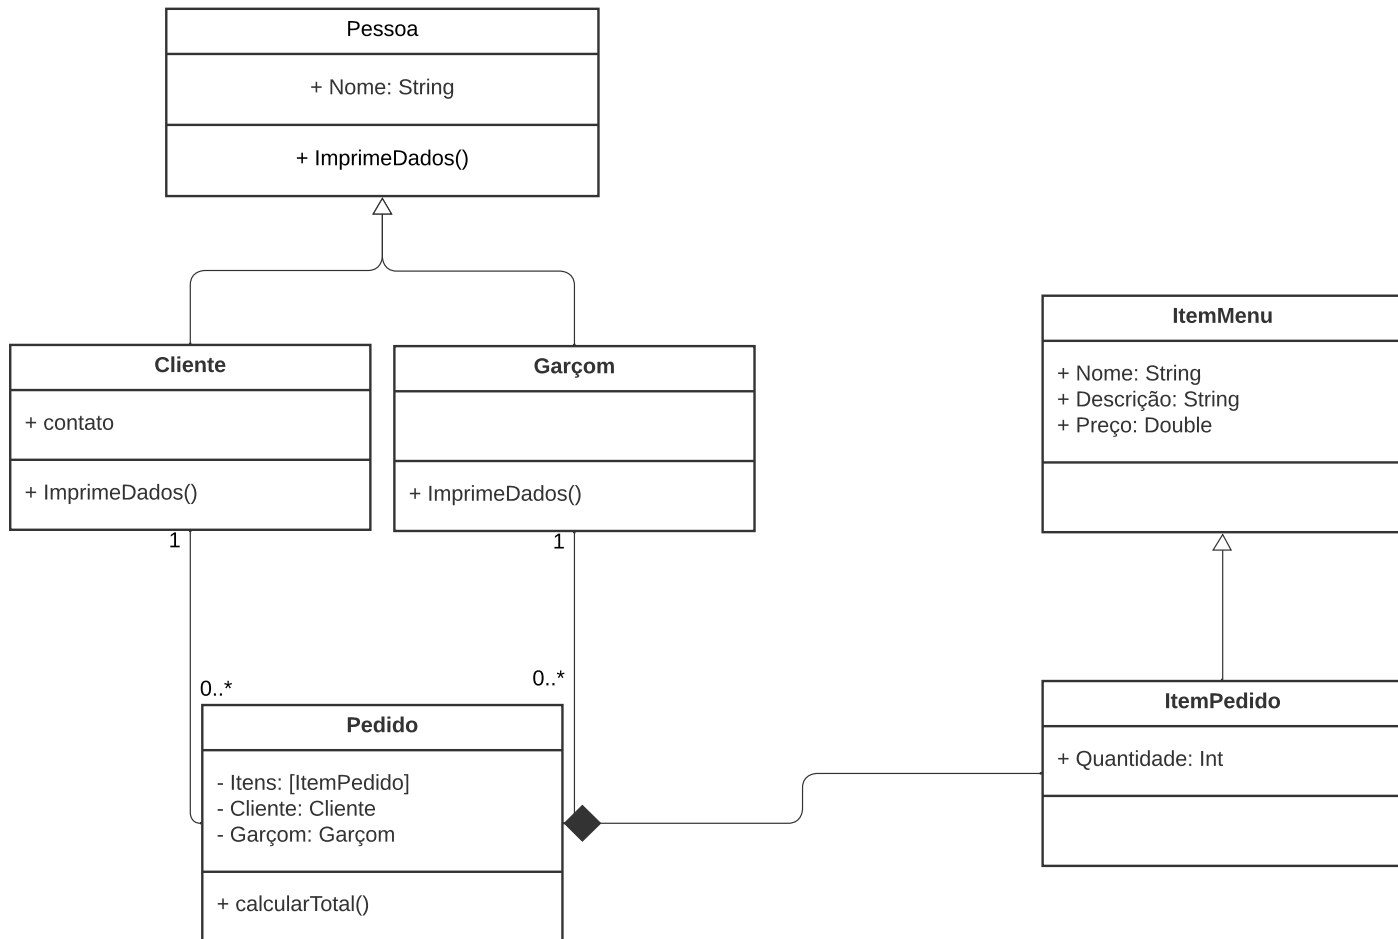 Pessoa
+ Nome: String
+ ImprimeDados()
Cliente
+ contato
+ ImprimeDados()
1
Garçom
+ ImprimeDados()
1
ItemMenu
+ Nome: String
+ Descrição: String
+ Preço: Double
0..*
0..*
Pedido
- Itens: [ItemPedido]
- Cliente: Cliente
- Garçom: Garçom
+ calcularTotal()
ItemPedido
+ Quantidade: Int